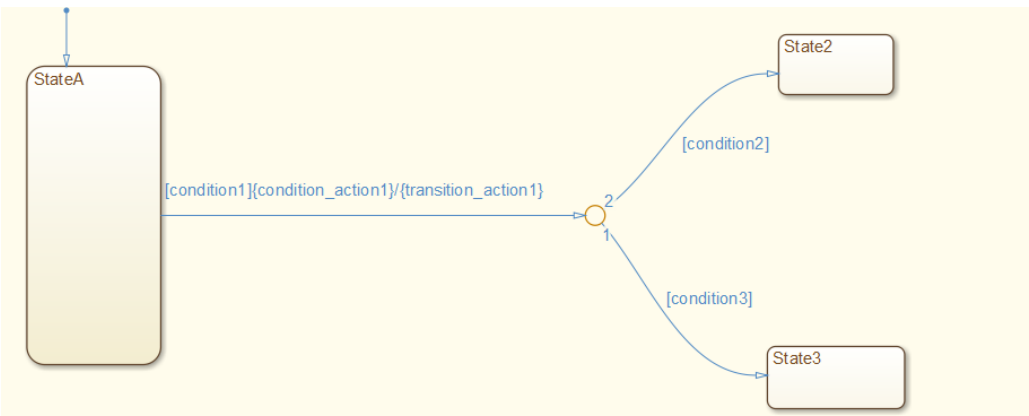 State2
StateA
[condition2]
[condition1]{condition_action1}/{transition_action1}
2
1
[condition3]
State3